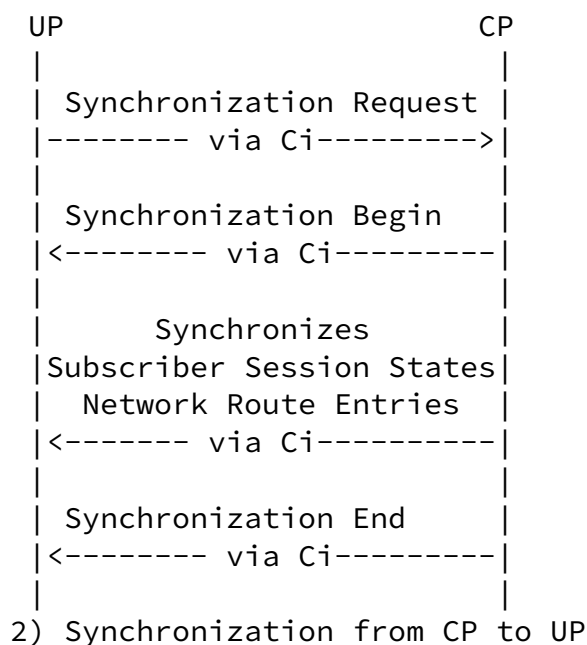 UP                         CP
|                          |
| Synchronization Request  |
|-------- via Ci--------->|
|                          |
| Synchronization Begin    |
|<-------- via Ci---------|
|                          |
|      Synchronizes        |
|Subscriber Session States|
|  Network Route Entries   |
|<------- via Ci----------|
|                          |
| Synchronization End      |
|<-------- via Ci---------|
|                          |
2) Synchronization from CP to UP